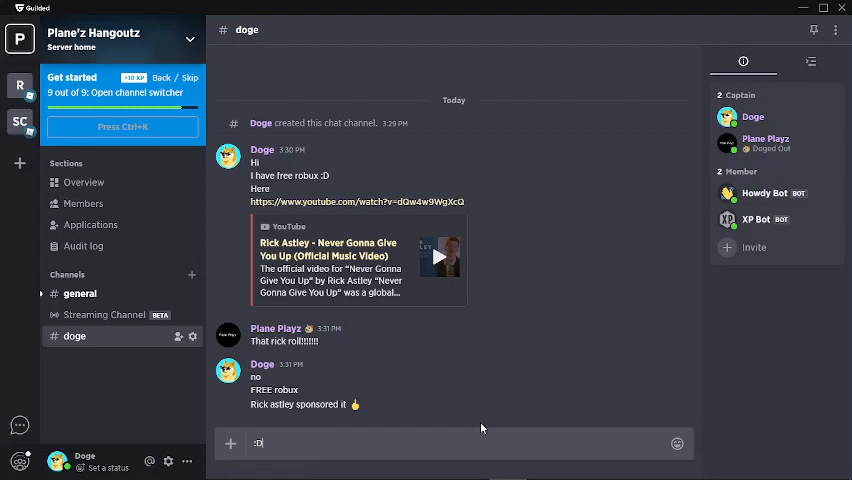 Guilded
P
Plane'z Hangoutz
Server home
Get started
+10 XP
Back / Skip
9 out of 9: Open channel switcher
Press Ctrl+K
R
SC
Sections
Overview
Members
Applications
Audit log
Channels
general
Streaming Channel BETA
# doge
Doge
Set a status
# doge
Today
# Doge created this chat channel. 3:29 PM
Doge 3:30 PM
Hi
I have free robux :D
Here
https://www.youtube.com/watch?v=dQw4w9WgXcQ
YouTube
Rick Astley - Never Gonna Give
You Up (Official Music Video)
The official video for “Never Gonna
Give You Up” by Rick Astley “Never
Gonna Give You Up” was a global...
Plane Playz 3:31 PM
Plane Playz
That rick roll!!!!!!!
Doge 3:31 PM
no
FREE robux
Rick astley sponsored it
:D
2 Captain
Doge
Plane Playz
Doged Out
2 Member
Howdy Bot BOT
XP Bot BOT
XP
Invite